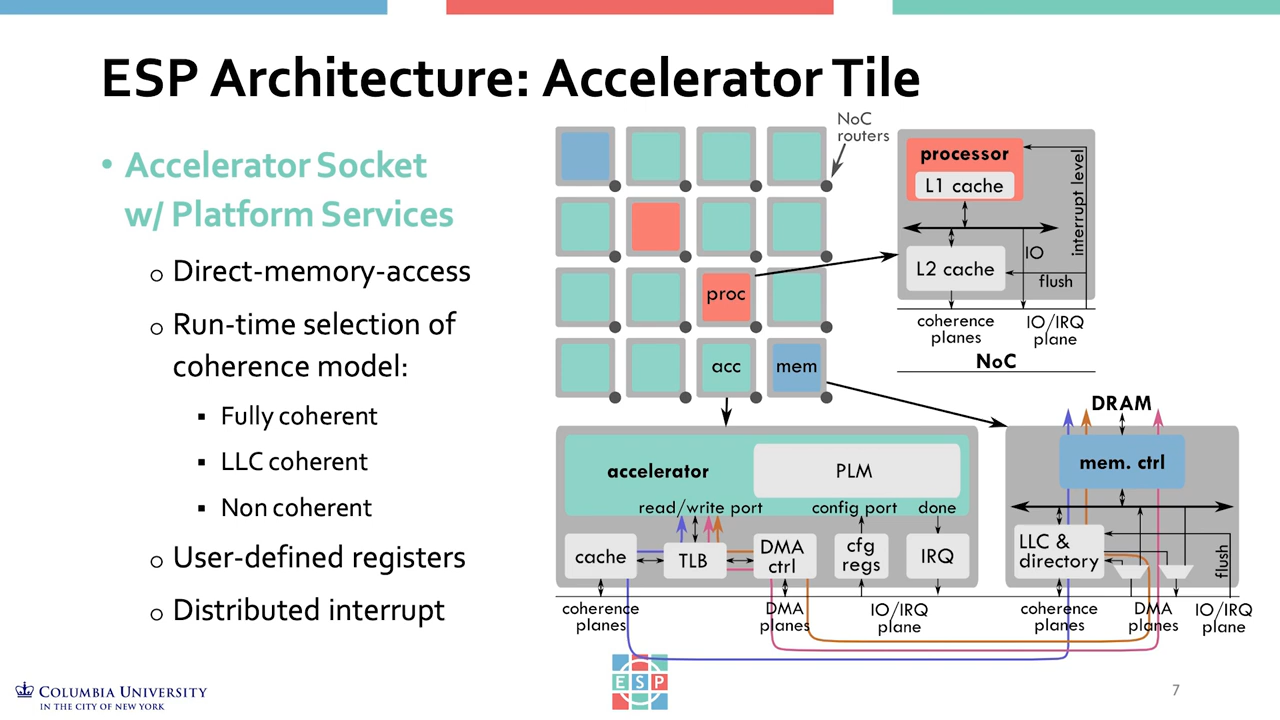 ESP Architecture: Accelerator Tile
• Accelerator Socket
w/ Platform Services
o Direct-memory-access
o Run-time selection of
coherence model:
▪ Fully coherent
▪ LLC coherent
▪ Non coherent
o User-defined registers
o Distributed interrupt
NoC
routers
proc
acc
mem
processor
L1 cache
interrupt level
IO
L2 cache
flush
coherence
planes
IO/IRQ
plane
NoC
accelerator
PLM
read/write port
config port
done
cache
TLB
DMA
ctrl
cfg
regs
IRQ
coherence
planes
DMA
planes
IO/IRQ
plane
DRAM
mem. ctrl
LLC &
directory
flush
coherence
planes
DMA
planes
IO/IRQ
plane
COLUMBIA UNIVERSITY
IN THE CITY OF NEW YORK
ESP
7